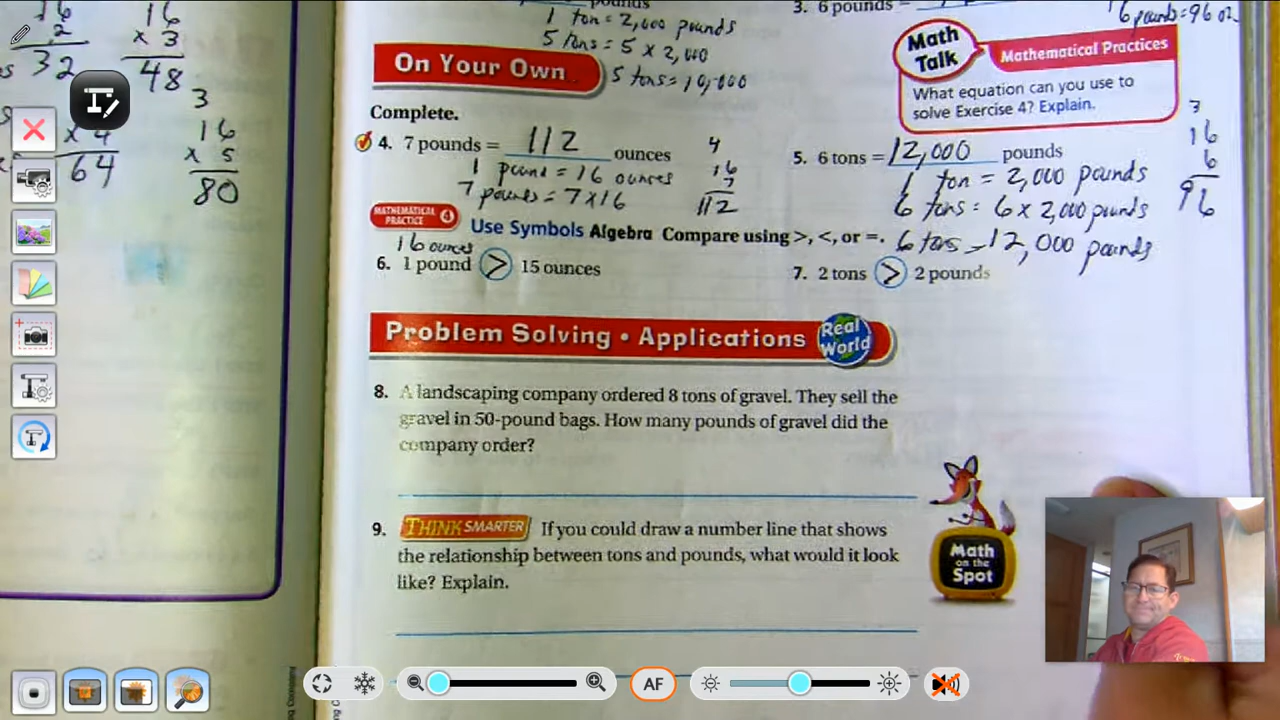 16
x 2
32
16
x 3
48
x 4
64
3
16
x 5
80
pounds
1 ton = 2,000 pounds
5 tons = 5 x 2,000
5 tons = 10,000
3. 6 pounds =
6 pounds = 96 oz
On Your Own
Math Talk
Mathematical Practices
What equation can you use to
solve Exercise 4? Explain.
Complete.
4. 7 pounds = 112 ounces
1 pound = 16 ounces
7 pounds = 7 x 16
4
16
7
112
5. 6 tons = 12,000 pounds
1 ton = 2,000 pounds
6 tons = 6 x 2,000 pounds
6 tons = 12,000 pounds
3
16
6
96
MATHEMATICAL PRACTICE 4 Use Symbols Algebra Compare using >, <, or =.
16 ounces
6. 1 pound > 15 ounces
7. 2 tons > 2 pounds
Problem Solving • Applications Real World
8. A landscaping company ordered 8 tons of gravel. They sell the
gravel in 50-pound bags. How many pounds of gravel did the
company order?
9. THINK SMARTER If you could draw a number line that shows
the relationship between tons and pounds, what would it look
like? Explain.
Math
on the
Spot
AF